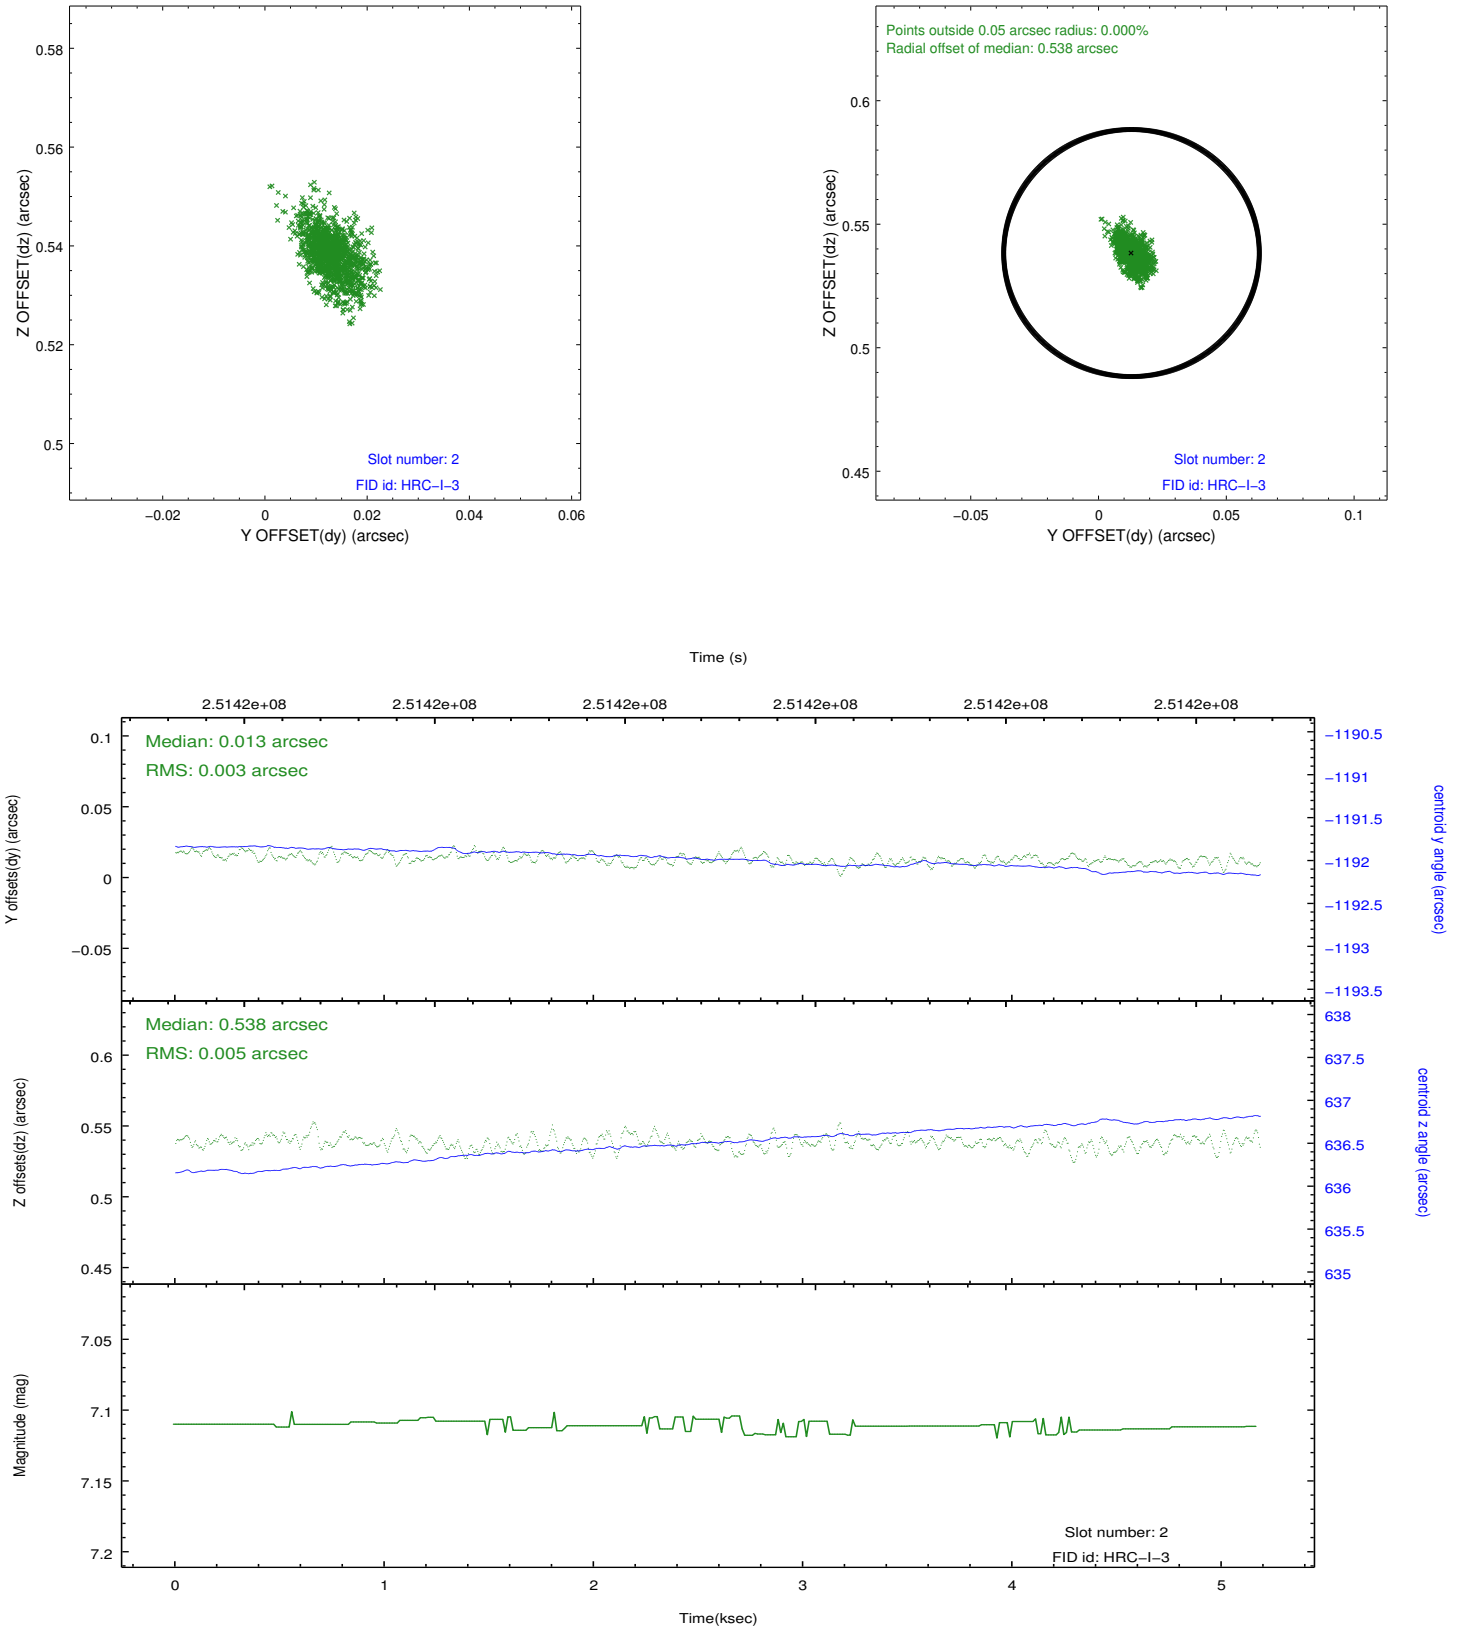 0.58
0.56
0.54
0.52
0.5
Z OFFSET(dz) (arcsec)
Slot number: 2
FID id: HRC−I−3
−0.02
0
0.02
0.04
0.06
Y OFFSET(dy) (arcsec)
Points outside 0.05 arcsec radius: 0.000%
Radial offset of median: 0.538 arcsec
0.6
0.55
0.5
0.45
Z OFFSET(dz) (arcsec)
Slot number: 2
FID id: HRC−I−3
−0.05
0
0.05
0.1
Y OFFSET(dy) (arcsec)
Time (s)
2.5142e+08
2.5142e+08
2.5142e+08
2.5142e+08
2.5142e+08
2.5142e+08
Median: 0.013 arcsec
RMS: 0.003 arcsec
0.1
0.05
0
−0.05
Y offsets(dy) (arcsec)
−1190.5
−1191
−1191.5
−1192
−1192.5
−1193
−1193.5
centroid y angle (arcsec)
Median: 0.538 arcsec
RMS: 0.005 arcsec
0.6
0.55
0.5
0.45
Z offsets(dz) (arcsec)
638
637.5
637
636.5
636
635.5
635
centroid z angle (arcsec)
7.05
7.1
7.15
7.2
Magnitude (mag)
Slot number: 2
FID id: HRC−I−3
0
1
2
3
4
5
Time(ksec)